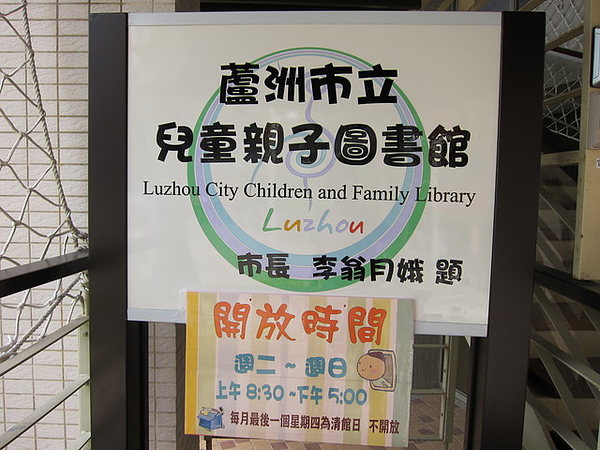 蘆洲市立
兒童親子圖書館
Luzhou City Children and Family Library
Luzhou
市長 李翁月娥 題
開放時間
週二～週日
上午 8:30 ~下午 5:00
每月最後一個星期四為清館日 不開放